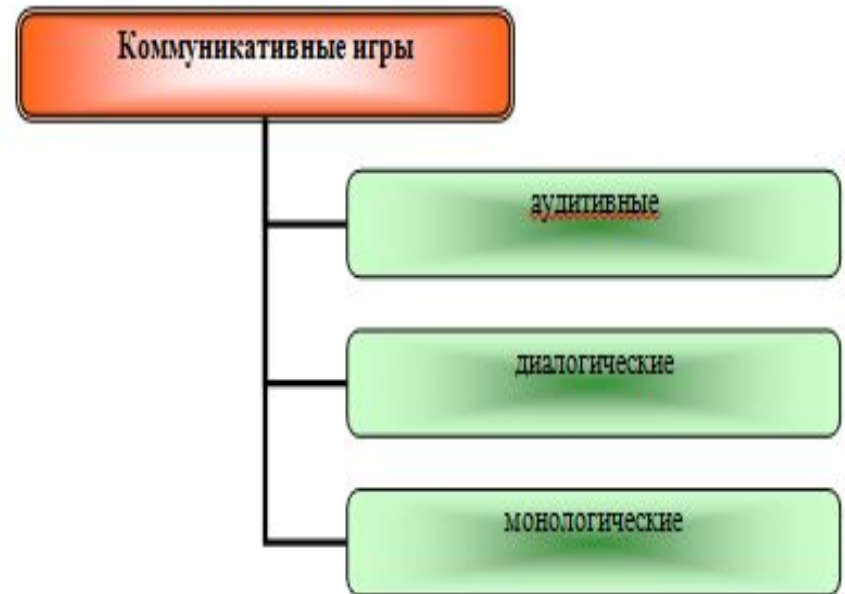 Коммуникативные игры
аудитивные
диалогические
монологические